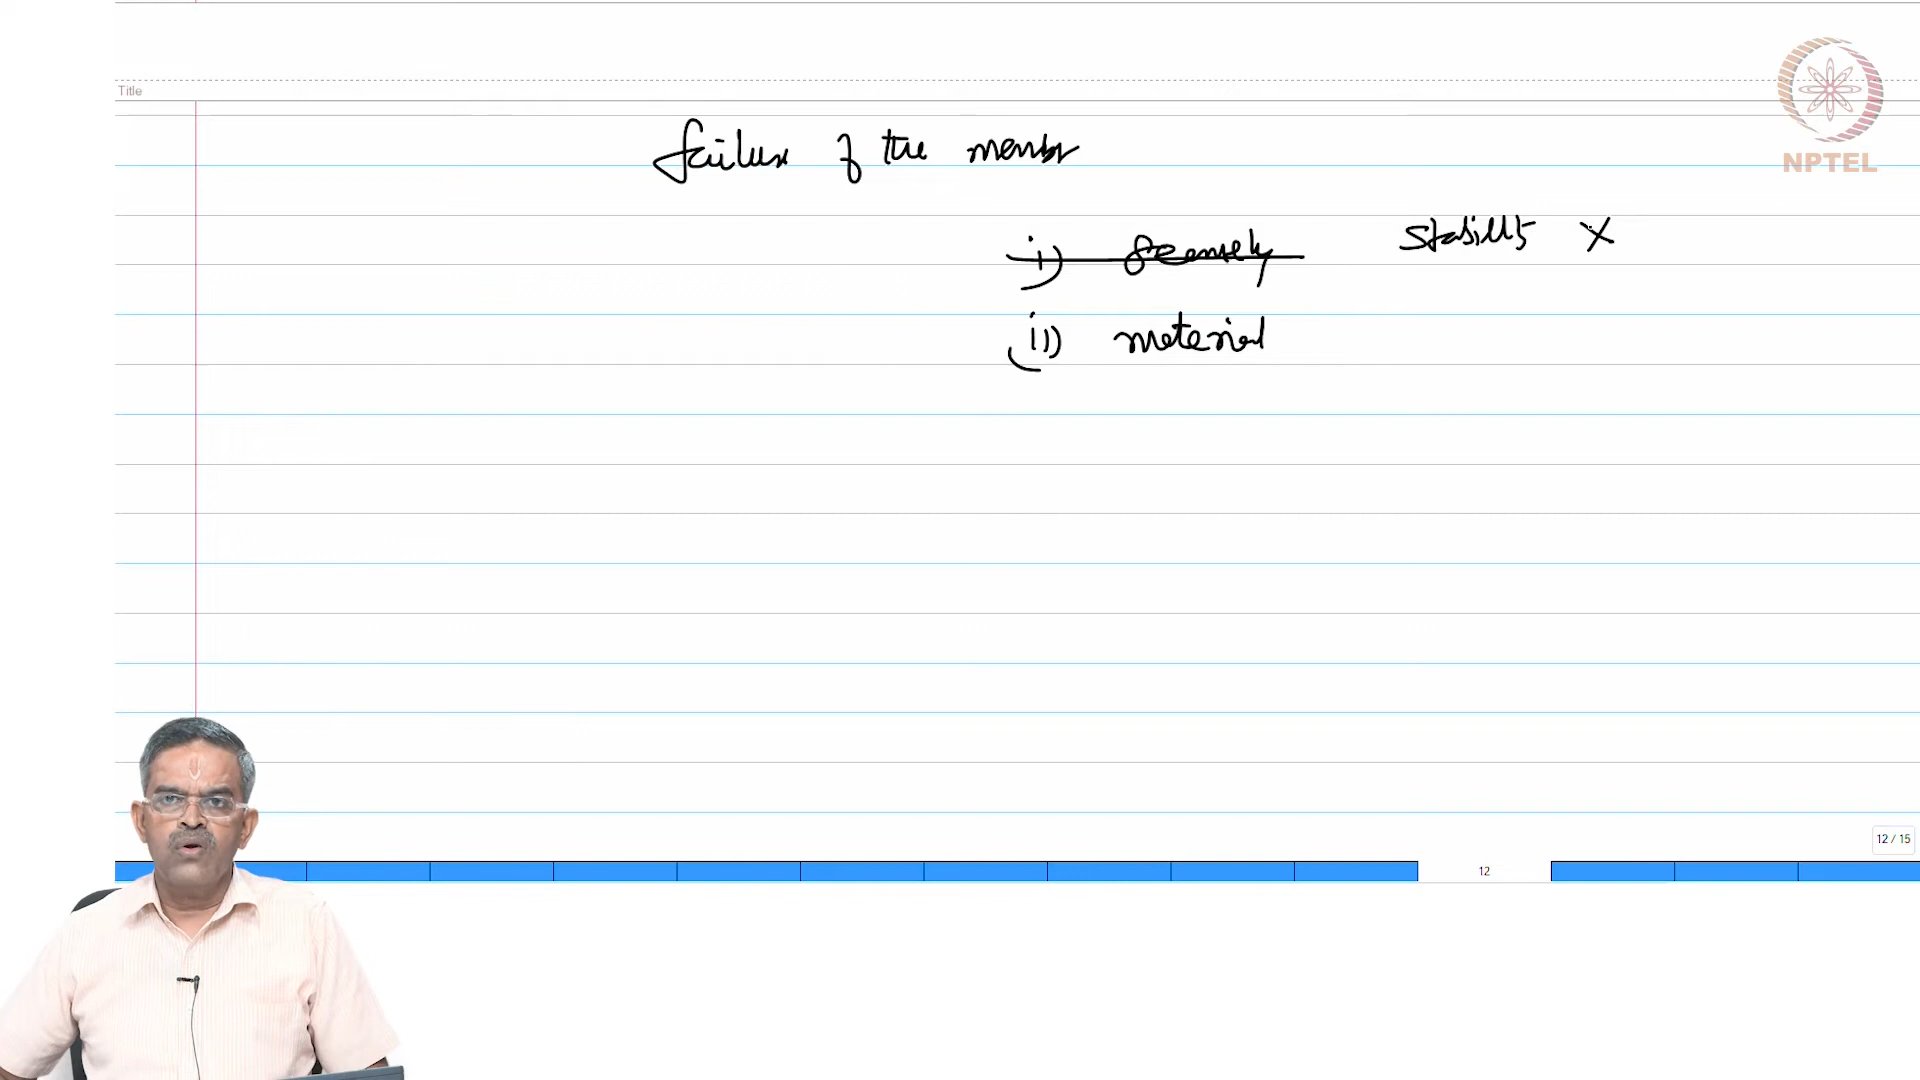 Title
NPTEL
failure of the member
i) geometry stability X
ii) material
12 / 15
12